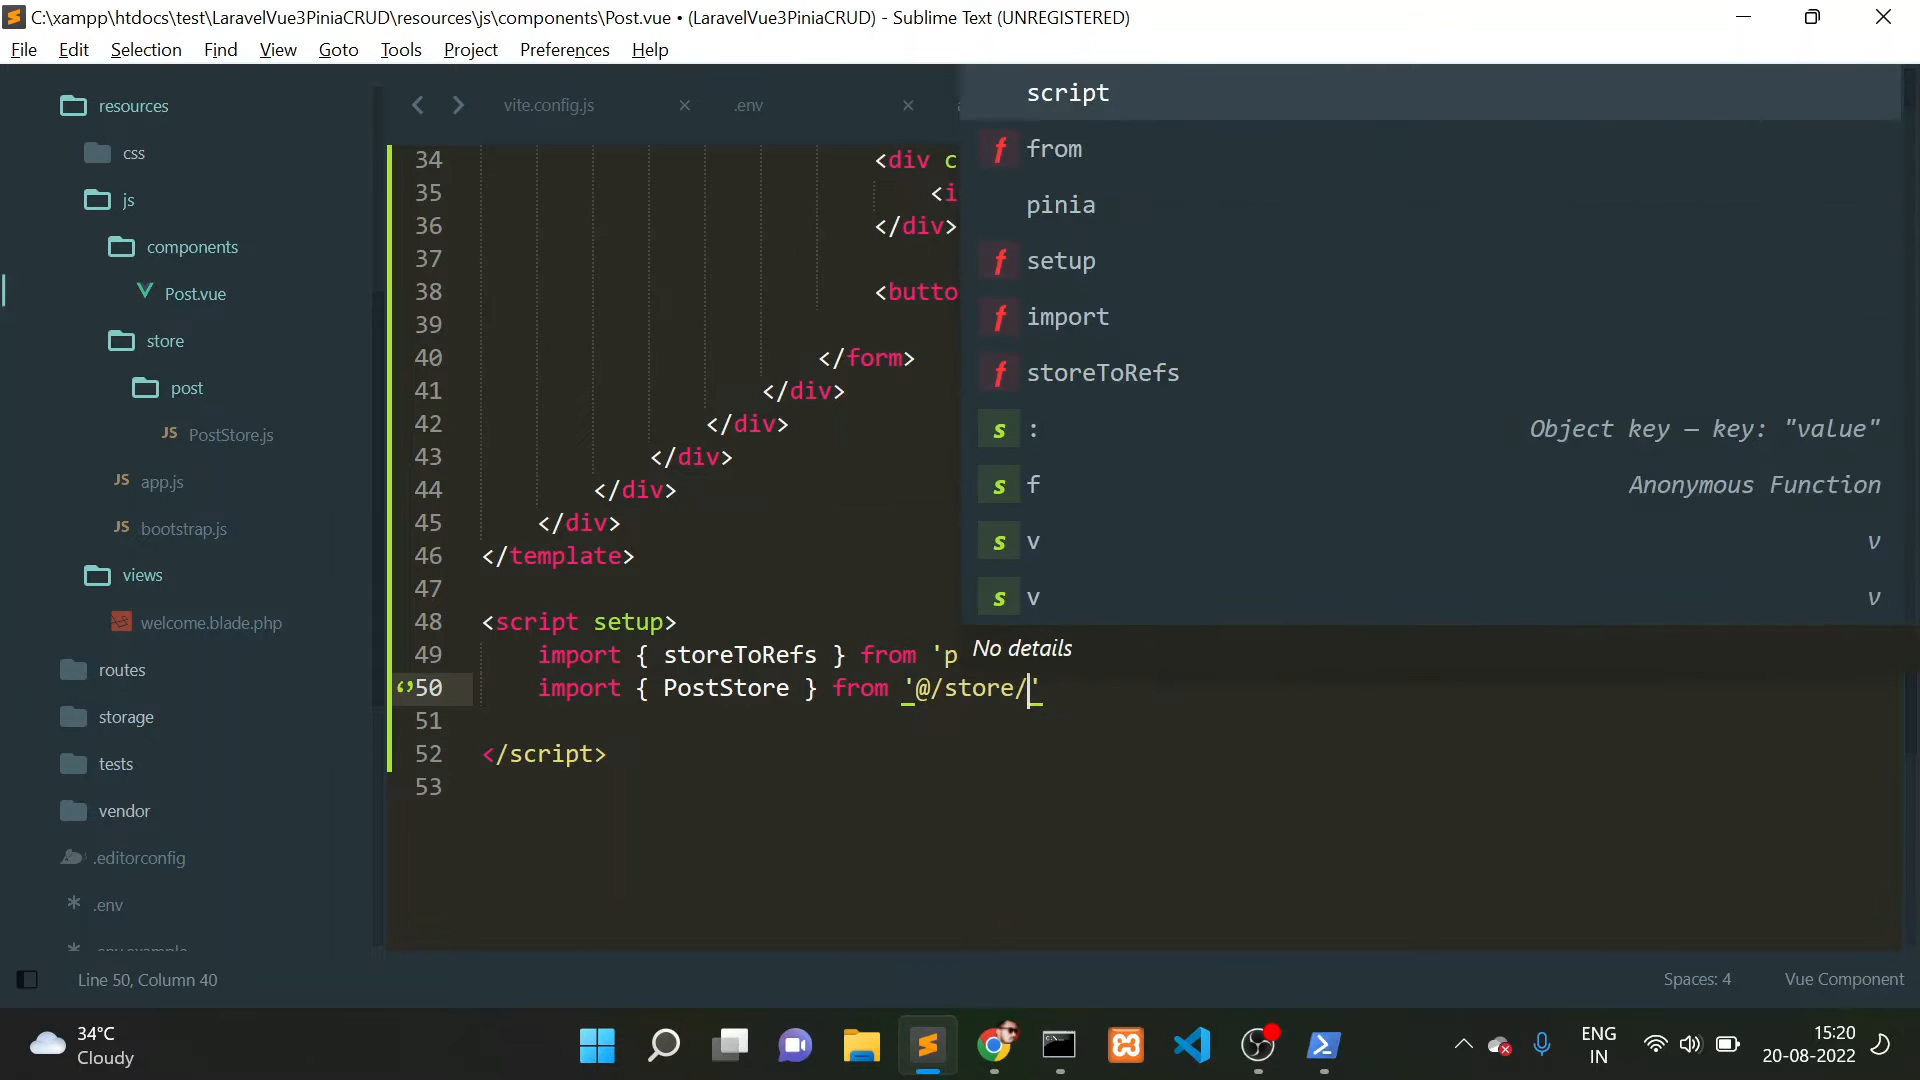 C:\xampp\htdocs\test\LaravelVue3PiniaCRUD\resources\js\components\Post.vue • (LaravelVue3PiniaCRUD) - Sublime Text (UNREGISTERED)
File Edit Selection Find View Goto Tools Project Preferences Help
resources
css
js
components
Post.vue
store
post
JS PostStore.js
JS app.js
JS bootstrap.js
views
welcome.blade.php
routes
storage
tests
vendor
.editorconfig
* .env
* .env.example
vite.config.js × .env ×
34 <div c
35 <i
36 </div>
37
38 <butto
39
40 </form>
41 </div>
42 </div>
43 </div>
44 </div>
45 </div>
46 </template>
47
48 <script setup>
49 import { storeToRefs } from 'p
50 import { PostStore } from '@/store/'
51
52 </script>
53
script
f from
pinia
f setup
f import
f storeToRefs
s : Object key — key: "value"
s f Anonymous Function
s v v
s v v
No details
Line 50, Column 40
Spaces: 4 Vue Component
34°C
Cloudy
ENG
IN
15:20
20-08-2022